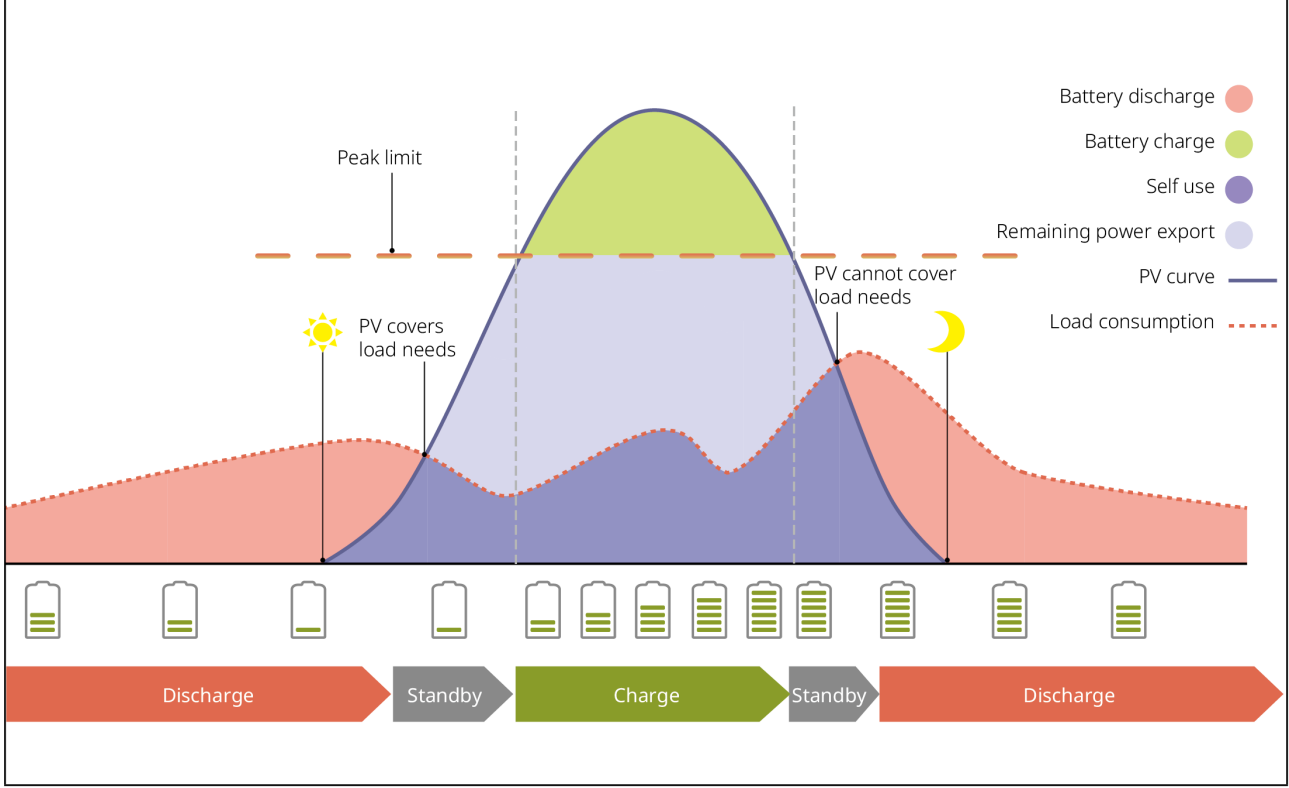 Battery discharge
Battery charge
Self use
Remaining power export
PV curve
Load consumption
Peak limit
PV cannot cover
load needs
PV covers
load needs
Discharge
Standby
Charge
Standby
Discharge